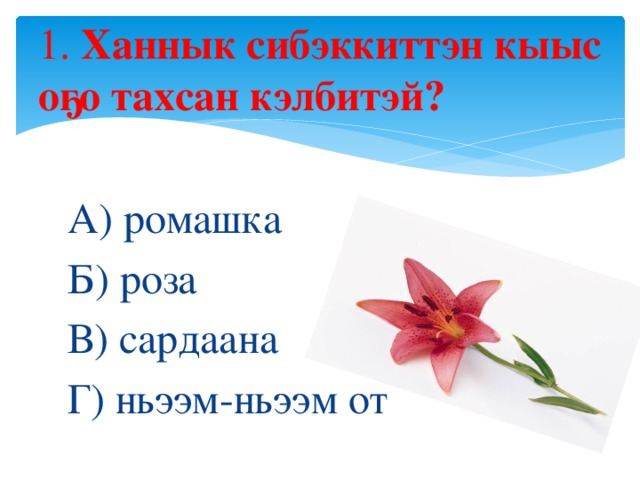 1. Ханнык сибэккиттэн кыыс
оҕо тахсан кэлбитэй?
А) ромашка
Б) роза
В) сардаана
Г) ньээм-ньээм от